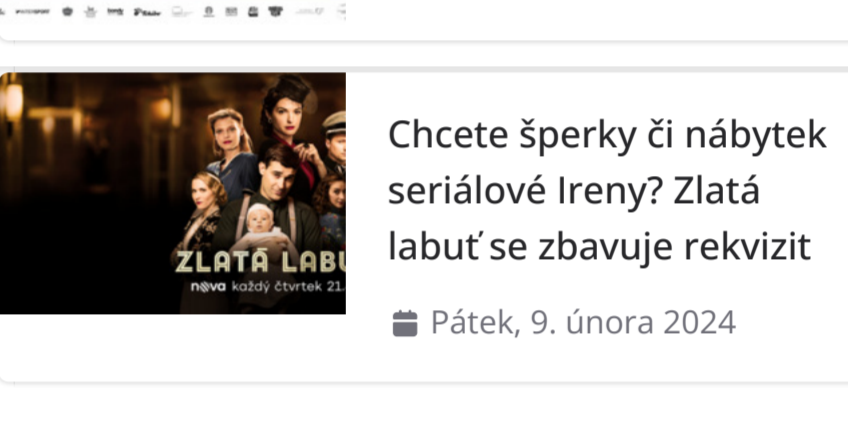 ZLATÁ LABU
nova každý čtvrtek 21.
Chcete šperky či nábytek
seriálové Ireny? Zlatá
labuť se zbavuje rekvizit
Pátek, 9. února 2024